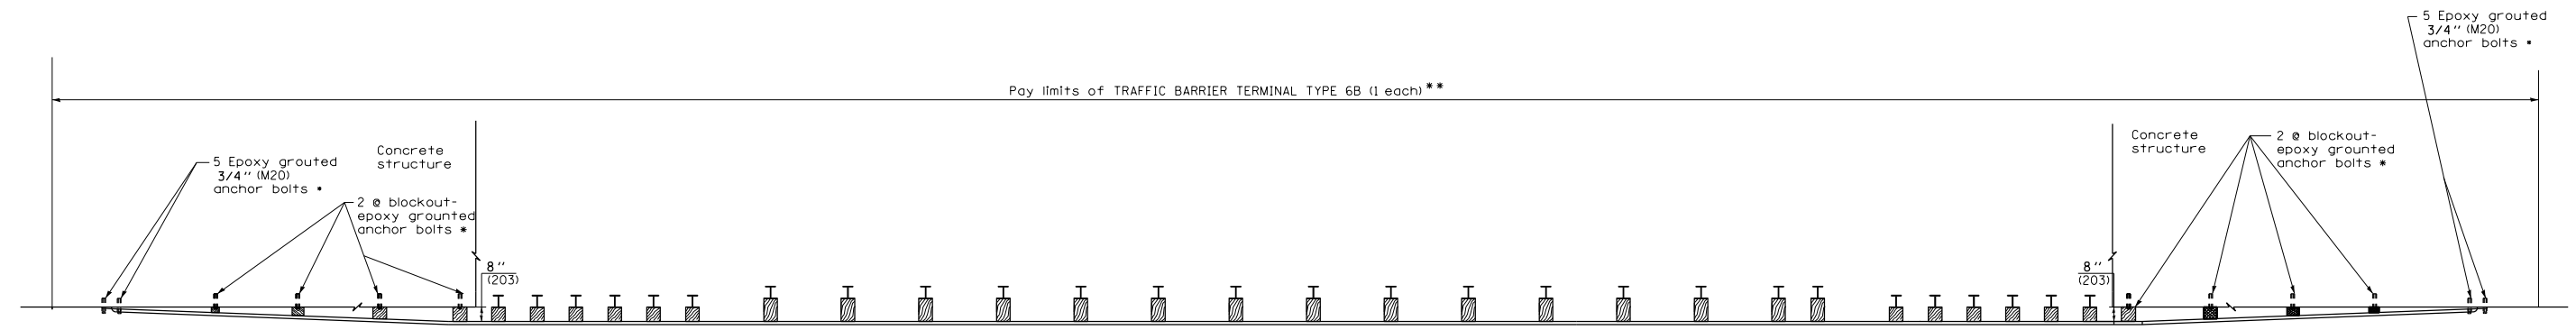 5 Epoxy grouted
3/4" (M20)
anchor bolts *
Pay limits of TRAFFIC BARRIER TERMINAL TYPE 6B (1 each)**
Concrete
structure
5 Epoxy grouted
3/4" (M20)
anchor bolts *
2 @ blockout-
epoxy grounted
anchor bolts *
8"
(203)
Concrete
structure
2 @ blockout-
epoxy grounted
anchor bolts *
8"
(203)